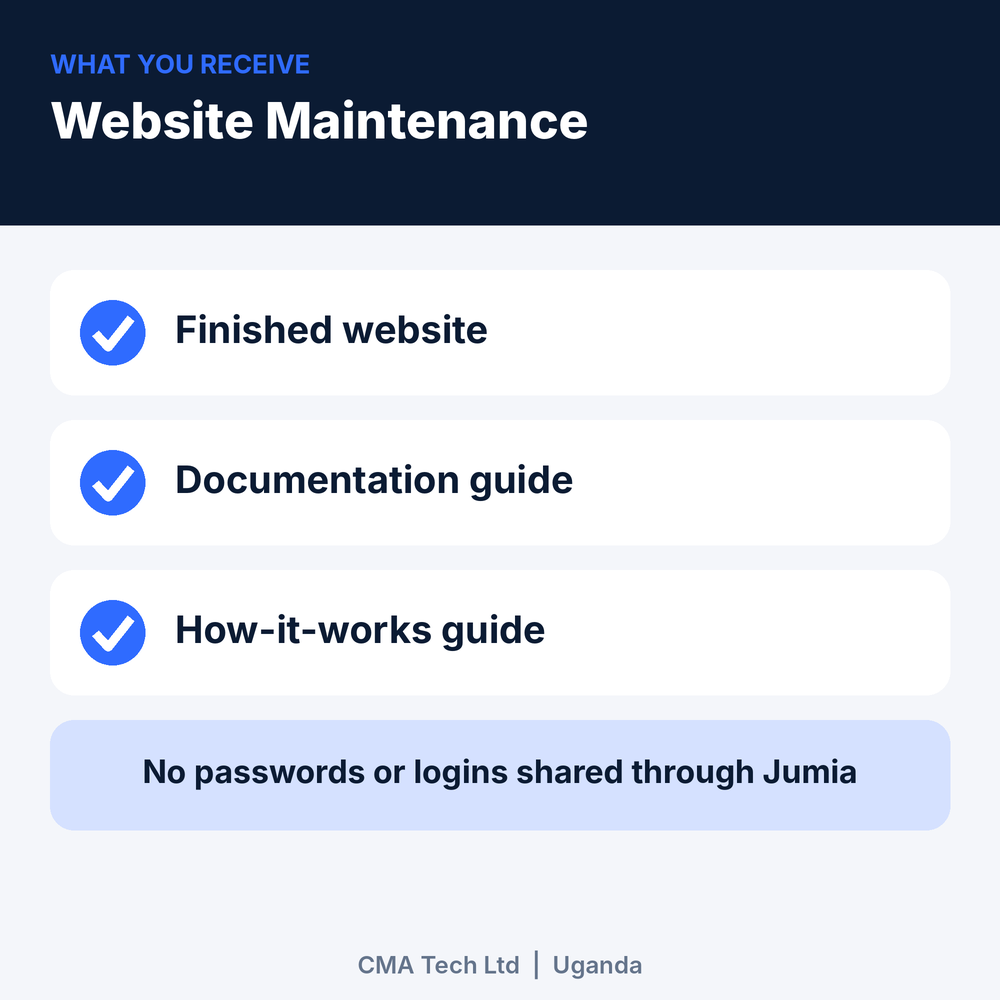 WHAT YOU RECEIVE
Website Maintenance
Finished website
Documentation guide
How-it-works guide
No passwords or logins shared through Jumia
CMA Tech Ltd | Uganda